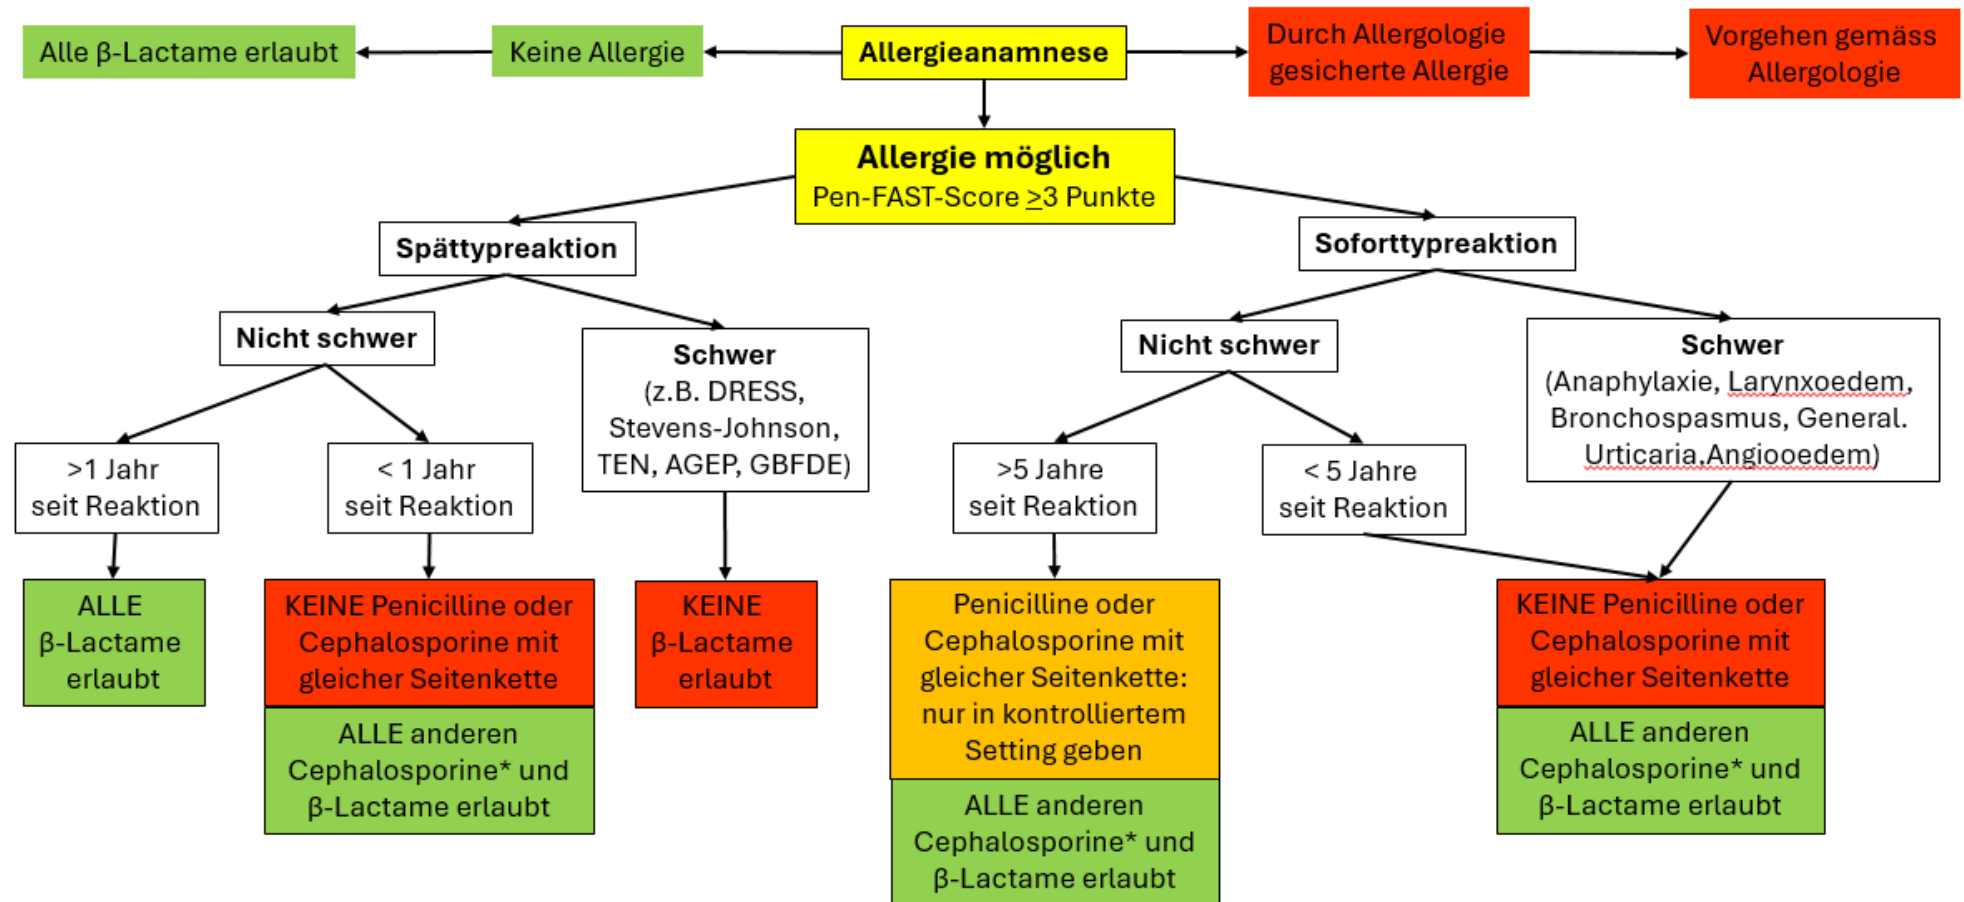 Alle β-Lactame erlaubt
Keine Allergie
Allergieanamnese
Durch Allergologie
gesicherte Allergie
Vorgehen gemäss
Allergologie
Allergie möglich
Pen-FAST-Score ≥3 Punkte
Spättypreaktion
Soforttypreaktion
Nicht schwer
Schwer
(z.B. DRESS,
Stevens-Johnson,
TEN, AGEP, GBFDE)
Nicht schwer
Schwer
(Anaphylaxie, Larynxoedem,
Bronchospasmus, General.
Urticaria,Angiooedem)
>1 Jahr
seit Reaktion
< 1 Jahr
seit Reaktion
>5 Jahre
seit Reaktion
< 5 Jahre
seit Reaktion
ALLE
β-Lactame
erlaubt
KEINE Penicilline oder
Cephalosporine mit
gleicher Seitenkette
ALLE anderen
Cephalosporine* und
β-Lactame erlaubt
KEINE
β-Lactame
erlaubt
Penicilline oder
Cephalosporine mit
gleicher Seitenkette:
nur in kontrolliertem
Setting geben
ALLE anderen
Cephalosporine* und
β-Lactame erlaubt
KEINE Penicilline oder
Cephalosporine mit
gleicher Seitenkette
ALLE anderen
Cephalosporine* und
β-Lactame erlaubt